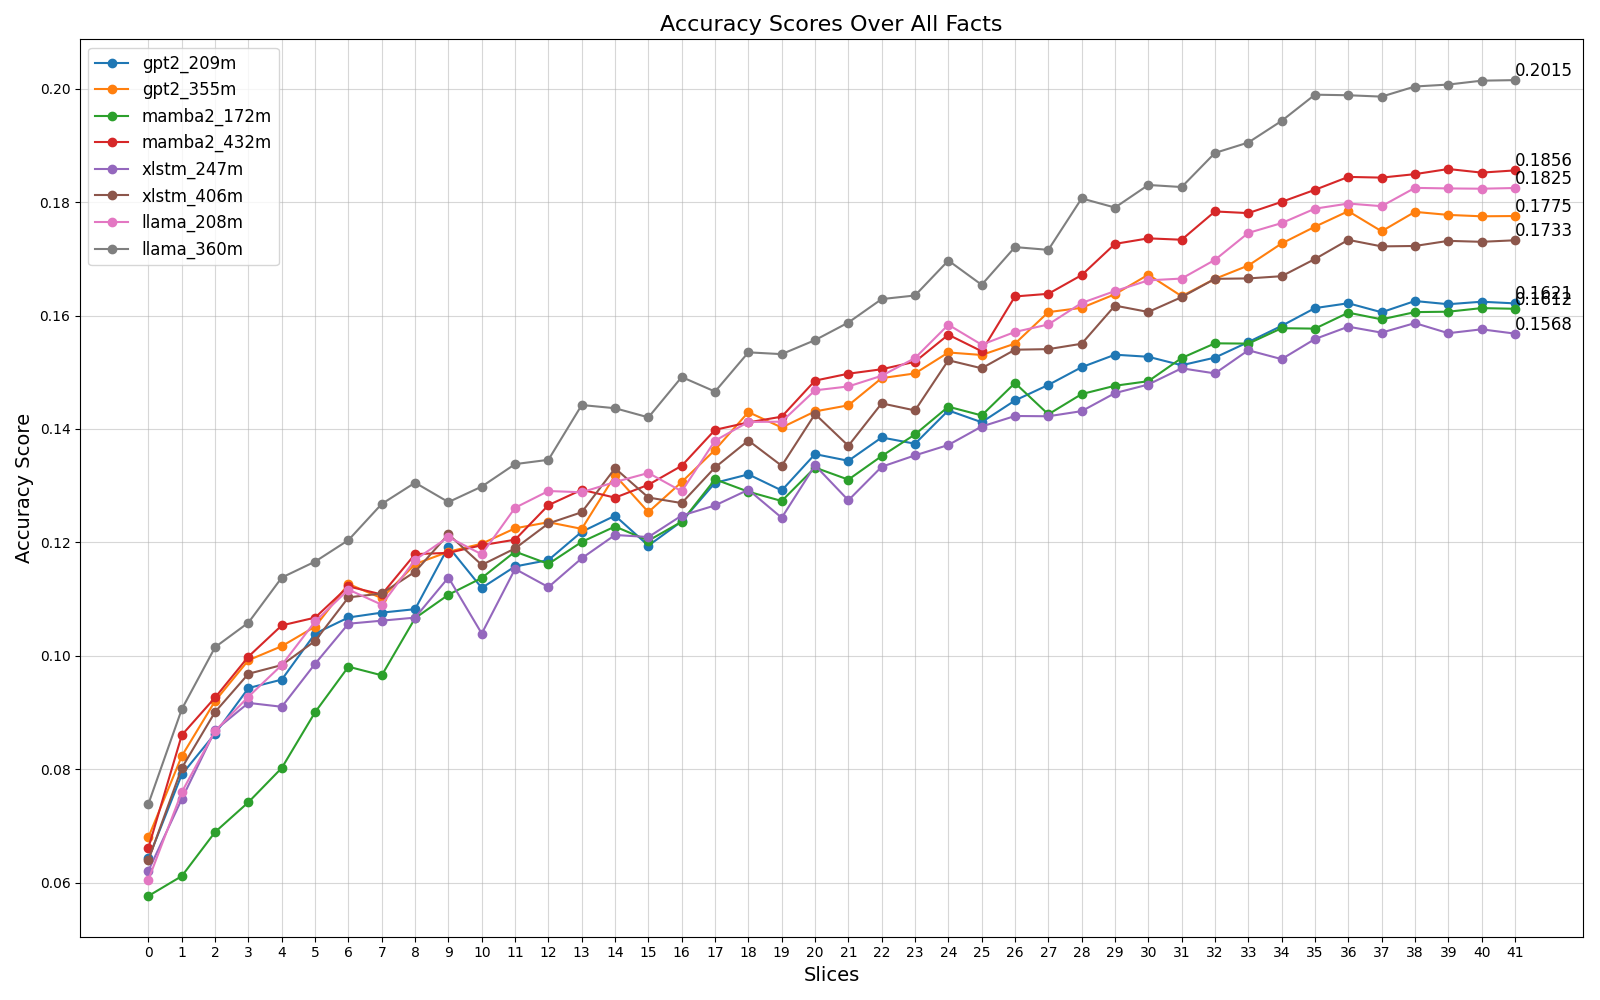 Accuracy Scores Over All Facts
gpt2_209m
gpt2_355m
mamba2_172m
mamba2_432m
xlstm_247m
xlstm_406m
llama_208m
llama_360m
Accuracy Score
0.20
0.18
0.16
0.14
0.12
0.10
0.08
0.06
0.2015
0.1856
0.1825
0.1775
0.1733
0.1621
0.1612
0.1568
0 1 2 3 4 5 6 7 8 9 10 11 12 13 14 15 16 17 18 19 20 21 22 23 24 25 26 27 28 29 30 31 32 33 34 35 36 37 38 39 40 41
Slices